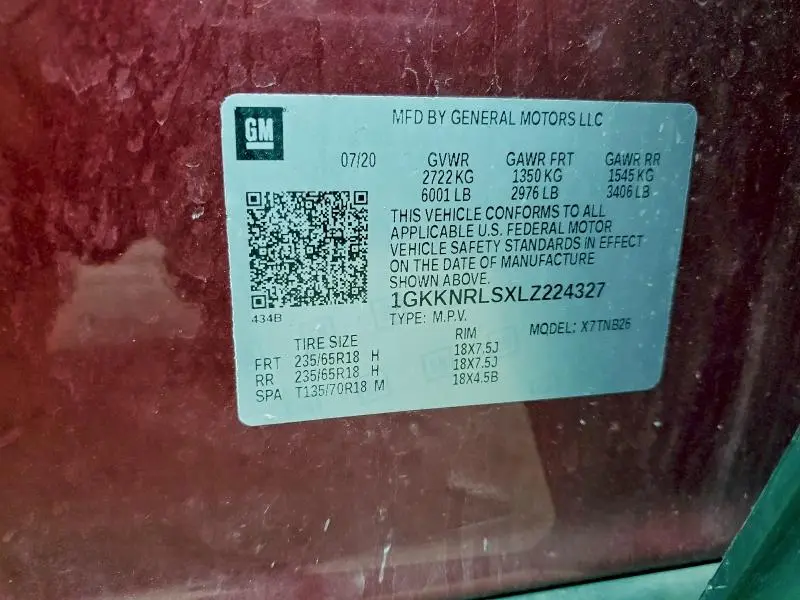 GM
MFD BY GENERAL MOTORS LLC
07/20 GVWR GAWR FRT GAWR RR
2722 KG 1350 KG 1545 KG
6001 LB 2976 LB 3406 LB
THIS VEHICLE CONFORMS TO ALL
APPLICABLE U.S. FEDERAL MOTOR
VEHICLE SAFETY STANDARDS IN EFFECT
ON THE DATE OF MANUFACTURE
SHOWN ABOVE.
1GKKNRLSXLZ224327
434B
TYPE: M.P.V. MODEL: X7TNB26
TIRE SIZE RIM
FRT 235/65R18 H 18X7.5J
RR 235/65R18 H 18X7.5J
SPA T135/70R18 M 18X4.5B